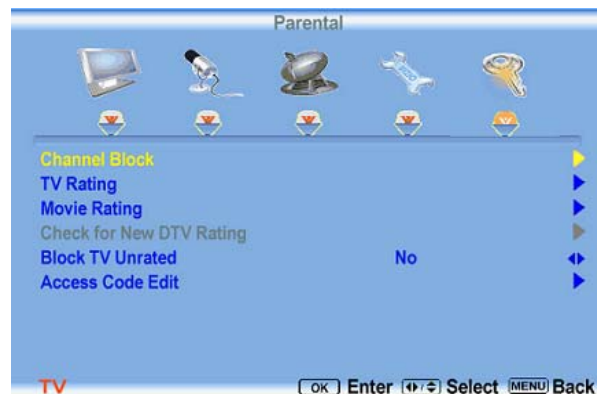 Parental
Channel Block
TV Rating
Movie Rating
Check for New DTV Rating
Block TV Unrated No
Access Code Edit
TV OK Enter Select MENU Back